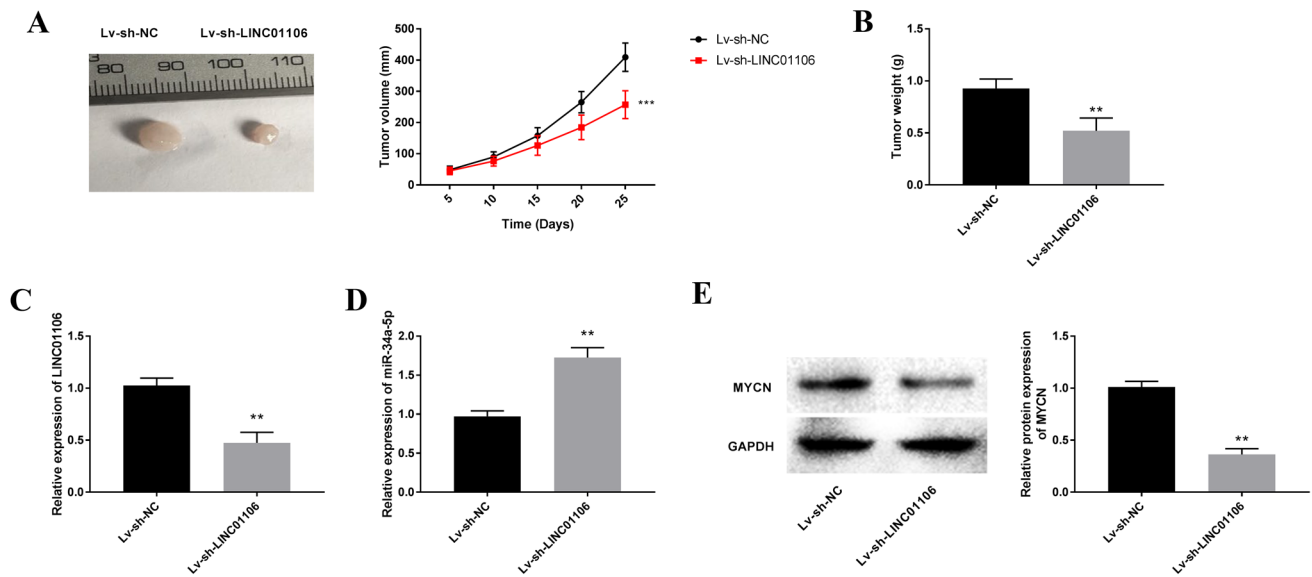 A
Lv-sh-NC Lv-sh-LINC01106
80 90 100 110
Tumor volume (mm)
500
400
300
200
100
0
5 10 15 20 25
Time (Days)
Lv-sh-NC
Lv-sh-LINC01106
***
B
Tumor weight (g)
1.5
1.0
0.5
0.0
**
Lv-sh-NC
Lv-sh-LINC01106
C
Relative expression of LINC01106
1.5
1.0
0.5
0.0
**
Lv-sh-NC
Lv-sh-LINC01106
D
Relative expression of miR-34a-5p
2.0
1.5
1.0
0.5
0.0
**
Lv-sh-NC
Lv-sh-LINC01106
E
MYCN
GAPDH
Lv-sh-NC
Lv-sh-LINC01106
Relative protein expression
of MYCN
1.5
1.0
0.5
0.0
**
Lv-sh-NC
Lv-sh-LINC01106